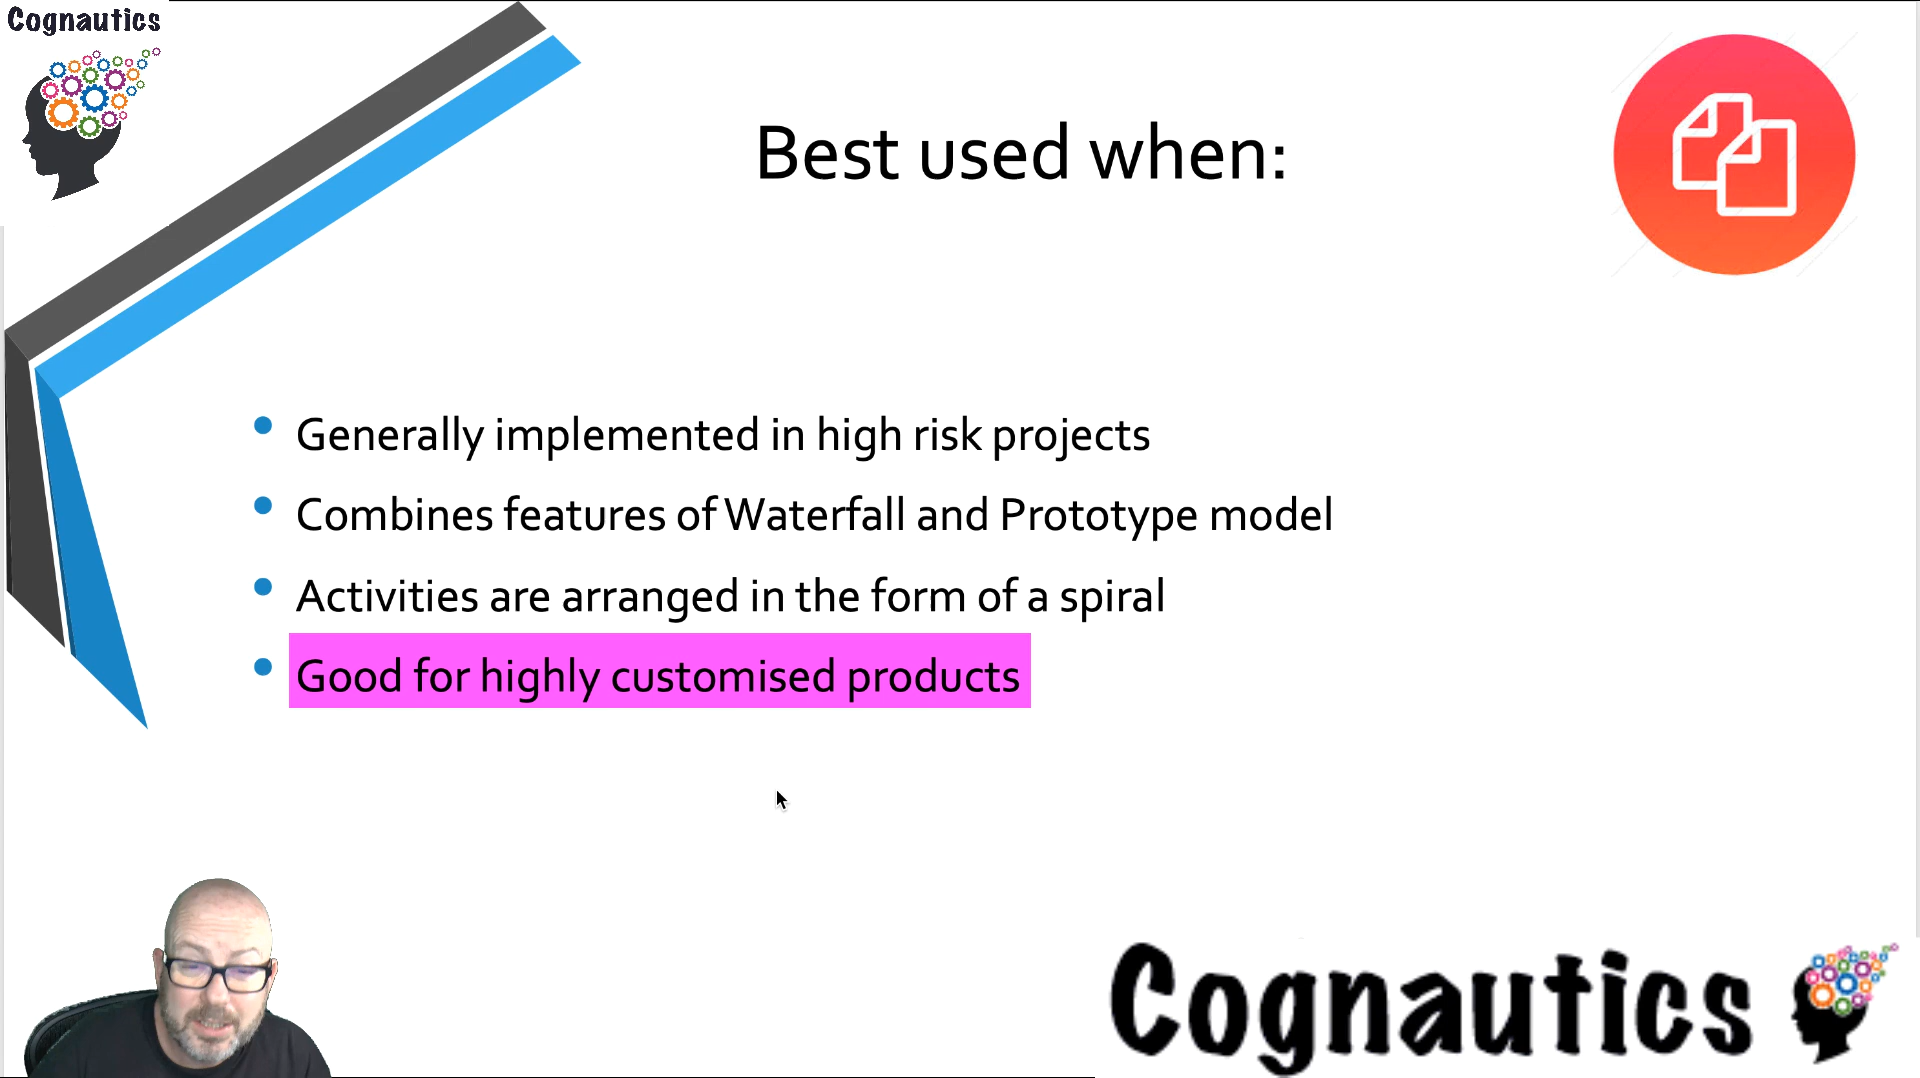 Cognautics
Best used when:
Generally implemented in high risk projects
Combines features of Waterfall and Prototype model
Activities are arranged in the form of a spiral
Good for highly customised products
Cognautics